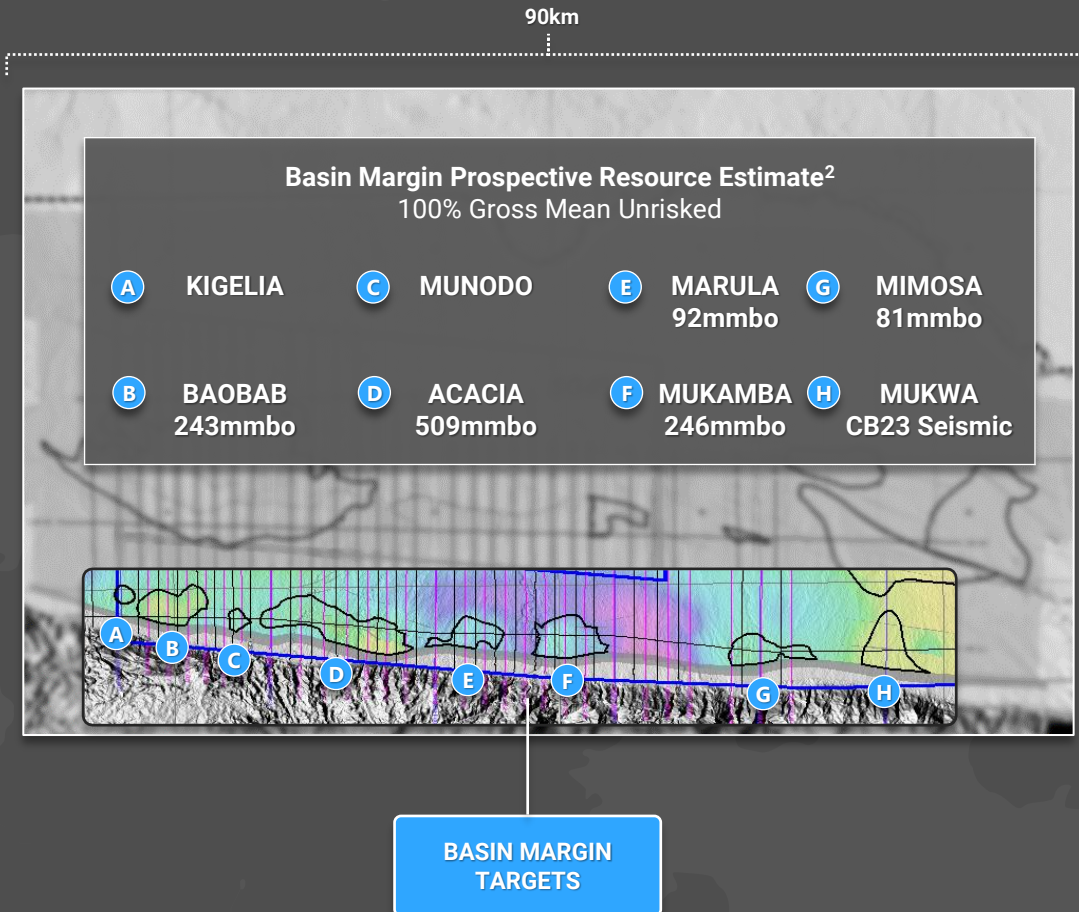 90km
Basin Margin Prospective Resource Estimate²
100% Gross Mean Unrisked
A KIGELIA
C MUNODO
E MARULA
92mmbo
G MIMOSA
81mmbo
B BAOBAB
243mmbo
D ACACIA
509mmbo
F MUKAMBA
246mmbo
H MUKWA
CB23 Seismic
A
B
C
D
E
F
G
H
BASIN MARGIN
TARGETS